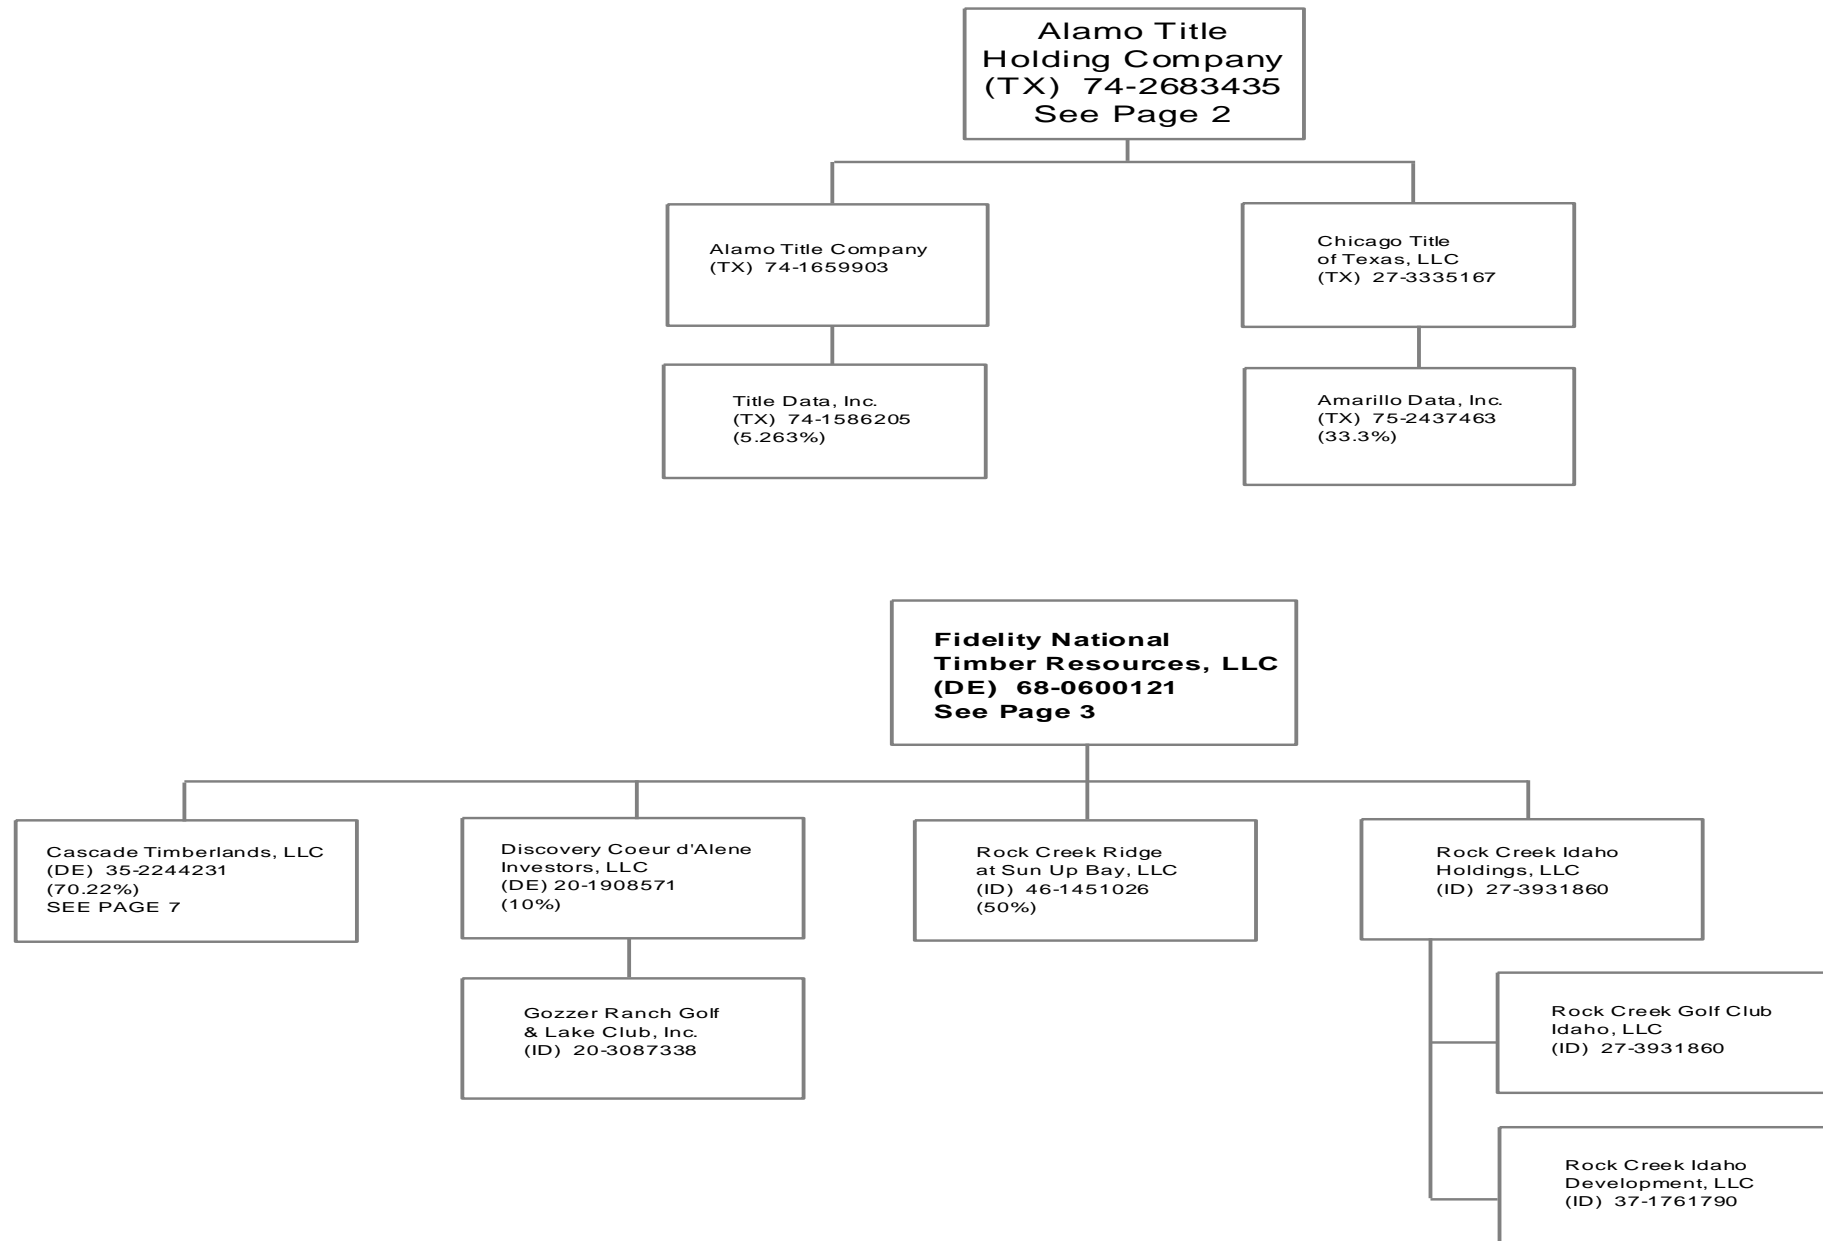 Alamo Title
Holding Company
(TX) 74-2683435
See Page 2
Alamo Title Company
(TX) 74-1659903
Chicago Title
of Texas, LLC
(TX) 27-3335167
Title Data, Inc.
(TX) 74-1586205
(5.263%)
Amarillo Data, Inc.
(TX) 75-2437463
(33.3%)
Fidelity National
Timber Resources, LLC
(DE) 68-0600121
See Page 3
Cascade Timberlands, LLC
(DE) 35-2244231
(70.22%)
SEE PAGE 7
Discovery Coeur d'Alene
Investors, LLC
(DE) 20-1908571
(10%)
Rock Creek Ridge
at Sun Up Bay, LLC
(ID) 46-1451026
(50%)
Rock Creek Idaho
Holdings, LLC
(ID) 27-3931860
Gozzer Ranch Golf
& Lake Club, Inc.
(ID) 20-3087338
Rock Creek Golf Club
Idaho, LLC
(ID) 27-3931860
Rock Creek Idaho
Development, LLC
(ID) 37-1761790